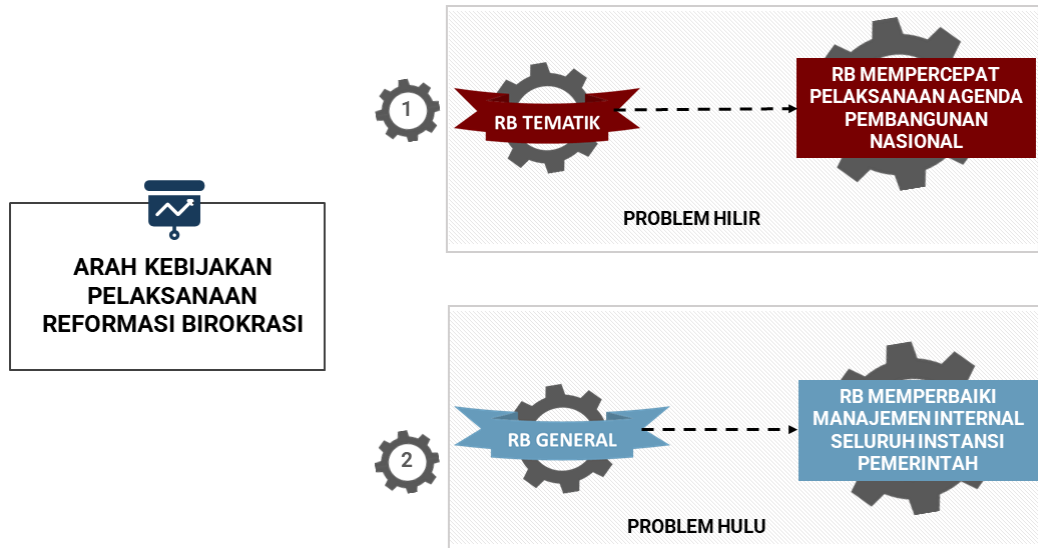 ARAH KEBIJAKAN
PELAKSANAAN
REFORMASI BIROKRASI
1
RB TEMATIK
RB MEMPERCEPAT
PELAKSANAAN AGENDA
PEMBANGUNAN
NASIONAL
PROBLEM HILIR
2
RB GENERAL
RB MEMPERBAIKI
MANAJEMEN INTERNAL
SELURUH INSTANSI
PEMERINTAH
PROBLEM HULU